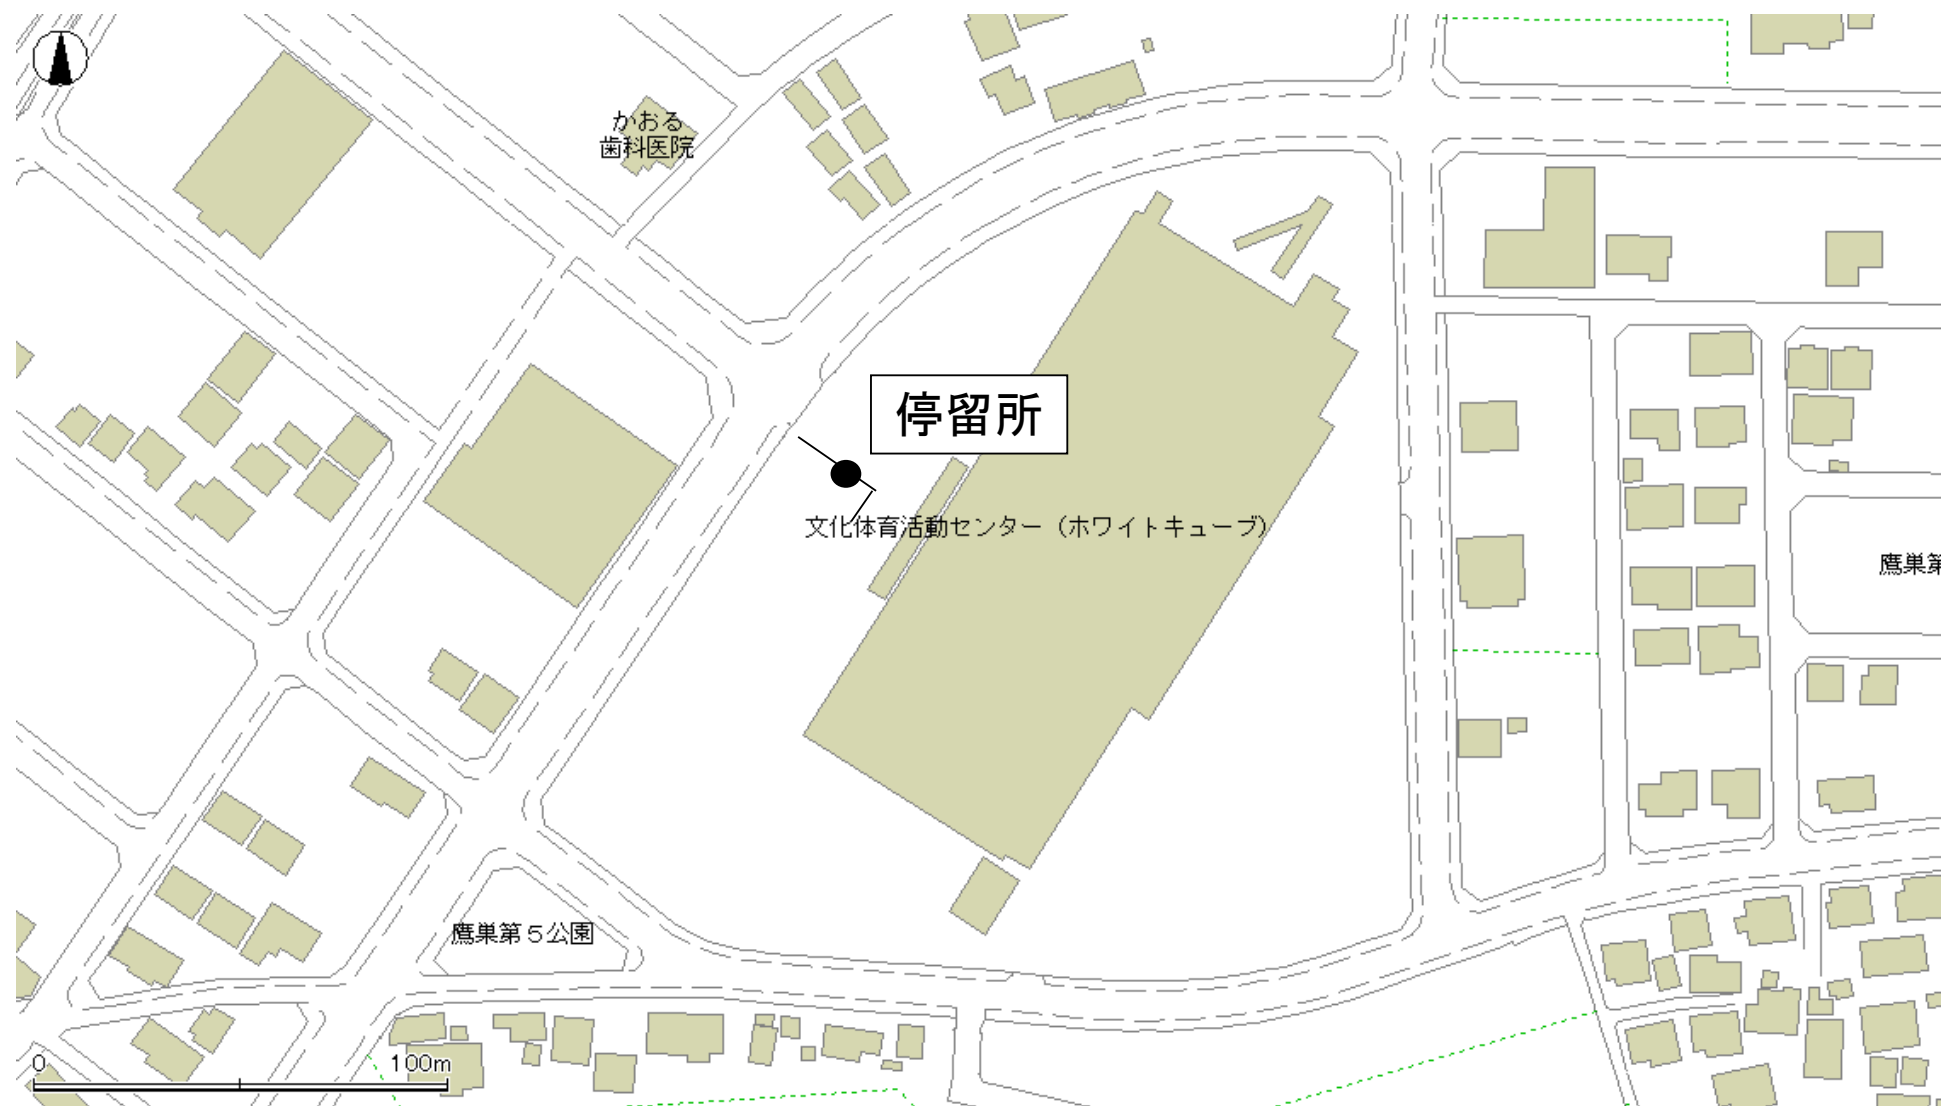 かおる
歯科医院
停留所
文化体育活動センター（ホワイトキューブ）
鷹巣第
鷹巣第５公園
0
100m